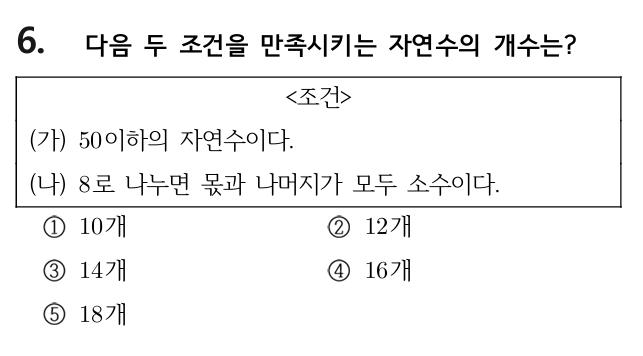 6. 다음 두 조건을 만족시키는 자연수의 개수는?
<조건>
(가) 50이하의 자연수이다.
(나) 8로 나누면 몫과 나머지가 모두 소수이다.
① 10개 ② 12개
③ 14개 ④ 16개
⑤ 18개